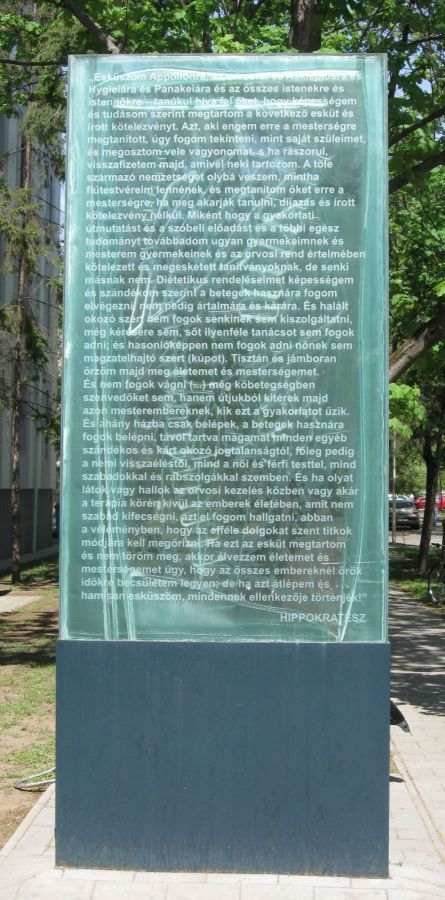 „Esküszöm Appollónra, az orvosra, és Asklépiosra és
Hygieiára és Panakeiára és az összes istenekre és
istennőkre tanúkul híva fel őket, hogy képességem
és tudásom szerint megtartom a következő esküt és
írott kötelezvényt. Azt, aki engem erre a mesterségre
megtanított, úgy fogom tekinteni, mint saját szüleimet,
és megosztom vele vagyonomat, s ha rászorul,
visszafizetem majd, amivel neki tartozom. A tőle
származó nemzetséget olybá veszem, mintha
fiútestvéreim lennének, és megtanítom őket erre a
mesterségre, ha meg akarják tanulni, díjazás és írott
kötelezvény nélkül. Miként hogy a gyakorlati
útmutatást és a szóbeli előadást és a többi egész
tudományt továbbadom ugyan gyermekeimnek és
mesterem gyermekeinek és az orvosi rend értelmében
kötelezett és megesketett tanítványoknak, de senki
másnak nem. Diétetikus rendeléseimet képességem
és szándékom szerint a betegek hasznára fogom
elvégezni nem pedig ártalmára és kárára. És halált
okozó szert nem fogok senkinek sem kiszolgáltatni,
még kérésére sem, sőt ilyenféle tanácsot sem fogok
adni; és hasonlóképpen nem fogok adni nőnek sem
magzatelhajtó szert (kúpot). Tisztán és jámboran
őrzöm majd meg életemet és mesterségemet.
És nem fogok vágni (...) még kőbetegségben
szenvedőket sem, hanem útjukból kitérek majd
azon mesterembereknek, kik ezt a gyakorlatot űzik.
És ahány házba csak belépek, a betegek hasznára
fogok belépni, távol tartva magamat minden egyéb
szándékos és kárt okozó jogtalanságtól, főleg pedig
a nemi visszaéléstől, mind a női és férfi testtel, mind
szabadokkal és rabszolgákkal szemben. És ha olyat
látok vagy hallok az orvosi kezelés közben vagy akár
a terápia körén kívül az emberek életében, amit nem
szabad kifecsegni, azt el fogom hallgatni, abban
a véleményben, hogy az efféle dolgokat szent titkok
módjára kell megőrizni. Ha ezt az esküt megtartom
és nem töröm meg, akkor élvezzem életemet és
mesterségemet úgy, hogy az összes embereknél örök
időkre becsületem legyen; de ha azt átlépem és
hamisan esküszöm, mindennek ellenkezője történjék!”
HIPPOKRATÉSZ